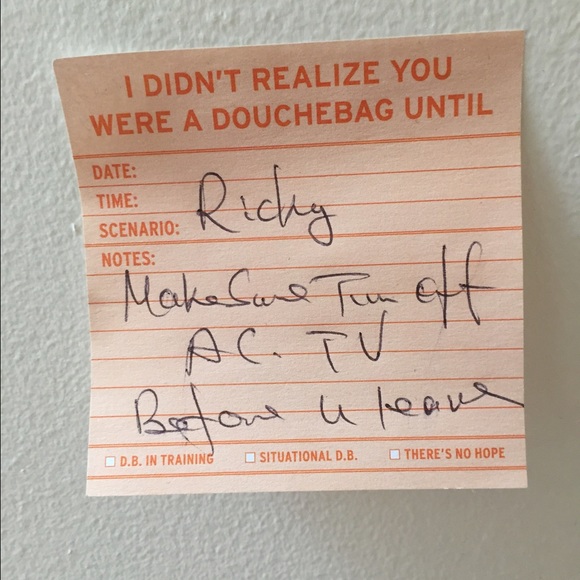 I DIDN'T REALIZE YOU
WERE A DOUCHEBAG UNTIL
DATE:
TIME:
SCENARIO: Ricky
NOTES:
Make Sure Turn off
A.C. TV
Before u leave
D.B. IN TRAINING SITUATIONAL D.B. THERE'S NO HOPE